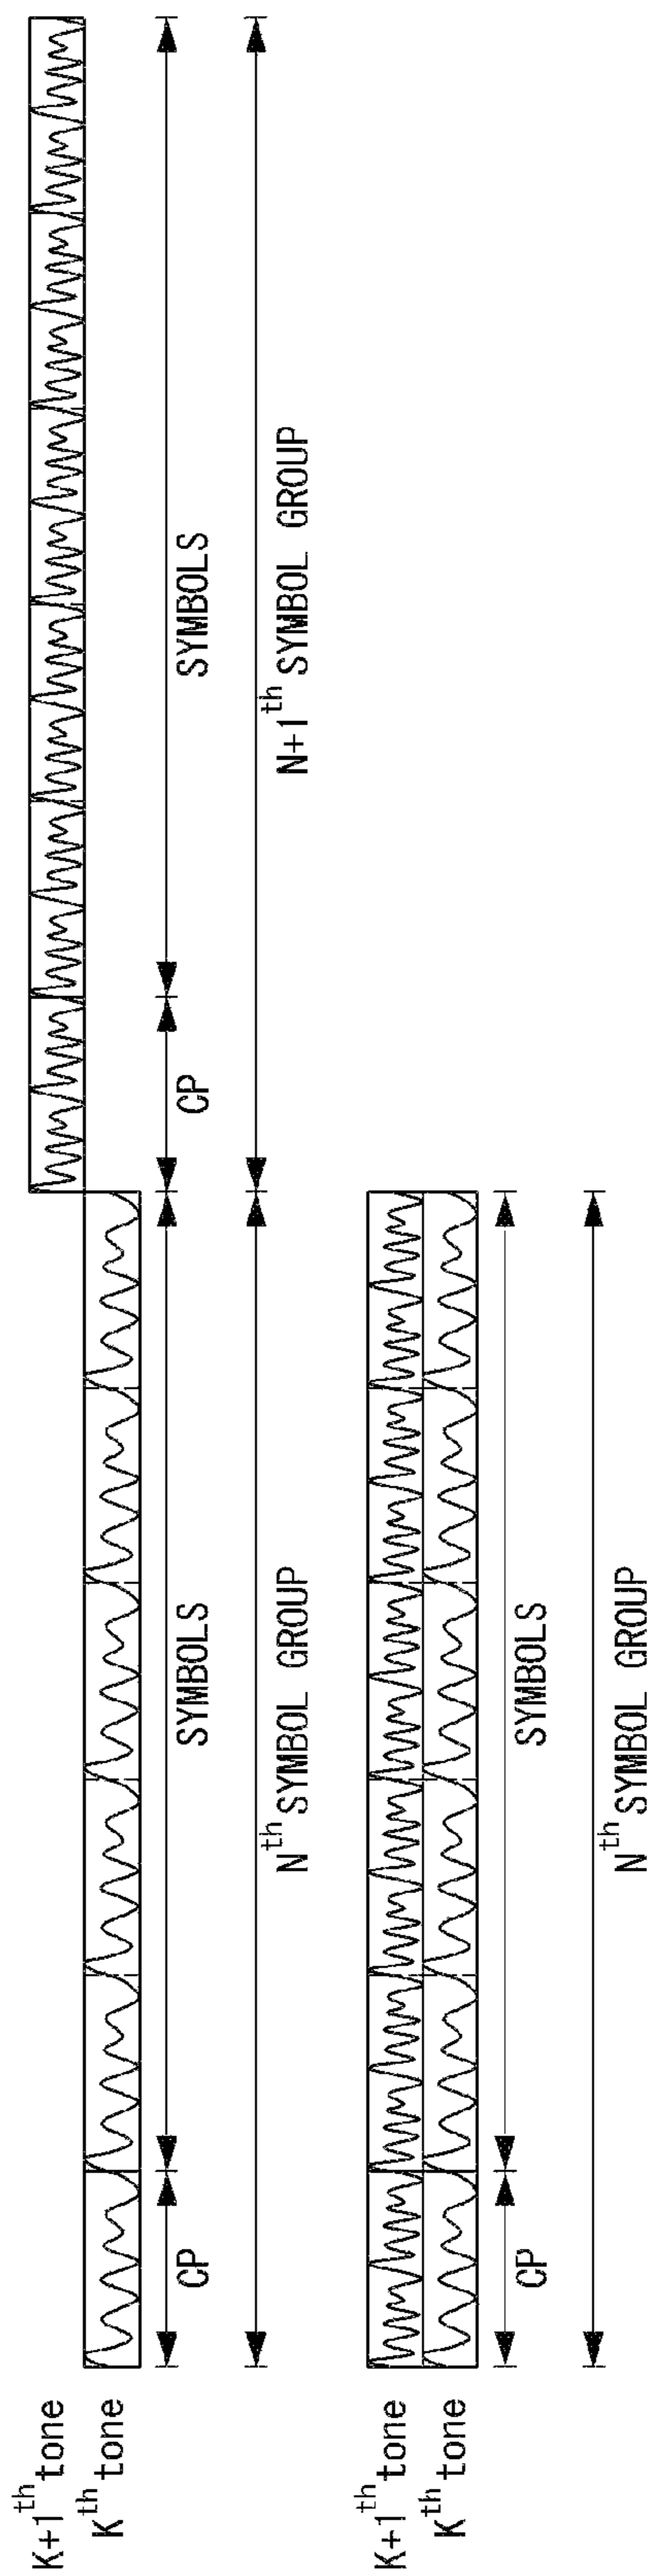 K+1th tone
Kth tone
CP
SYMBOLS
CP
SYMBOLS
Nth SYMBOL GROUP
N+1th SYMBOL GROUP
K+1th tone
Kth tone
CP
SYMBOLS
Nth SYMBOL GROUP